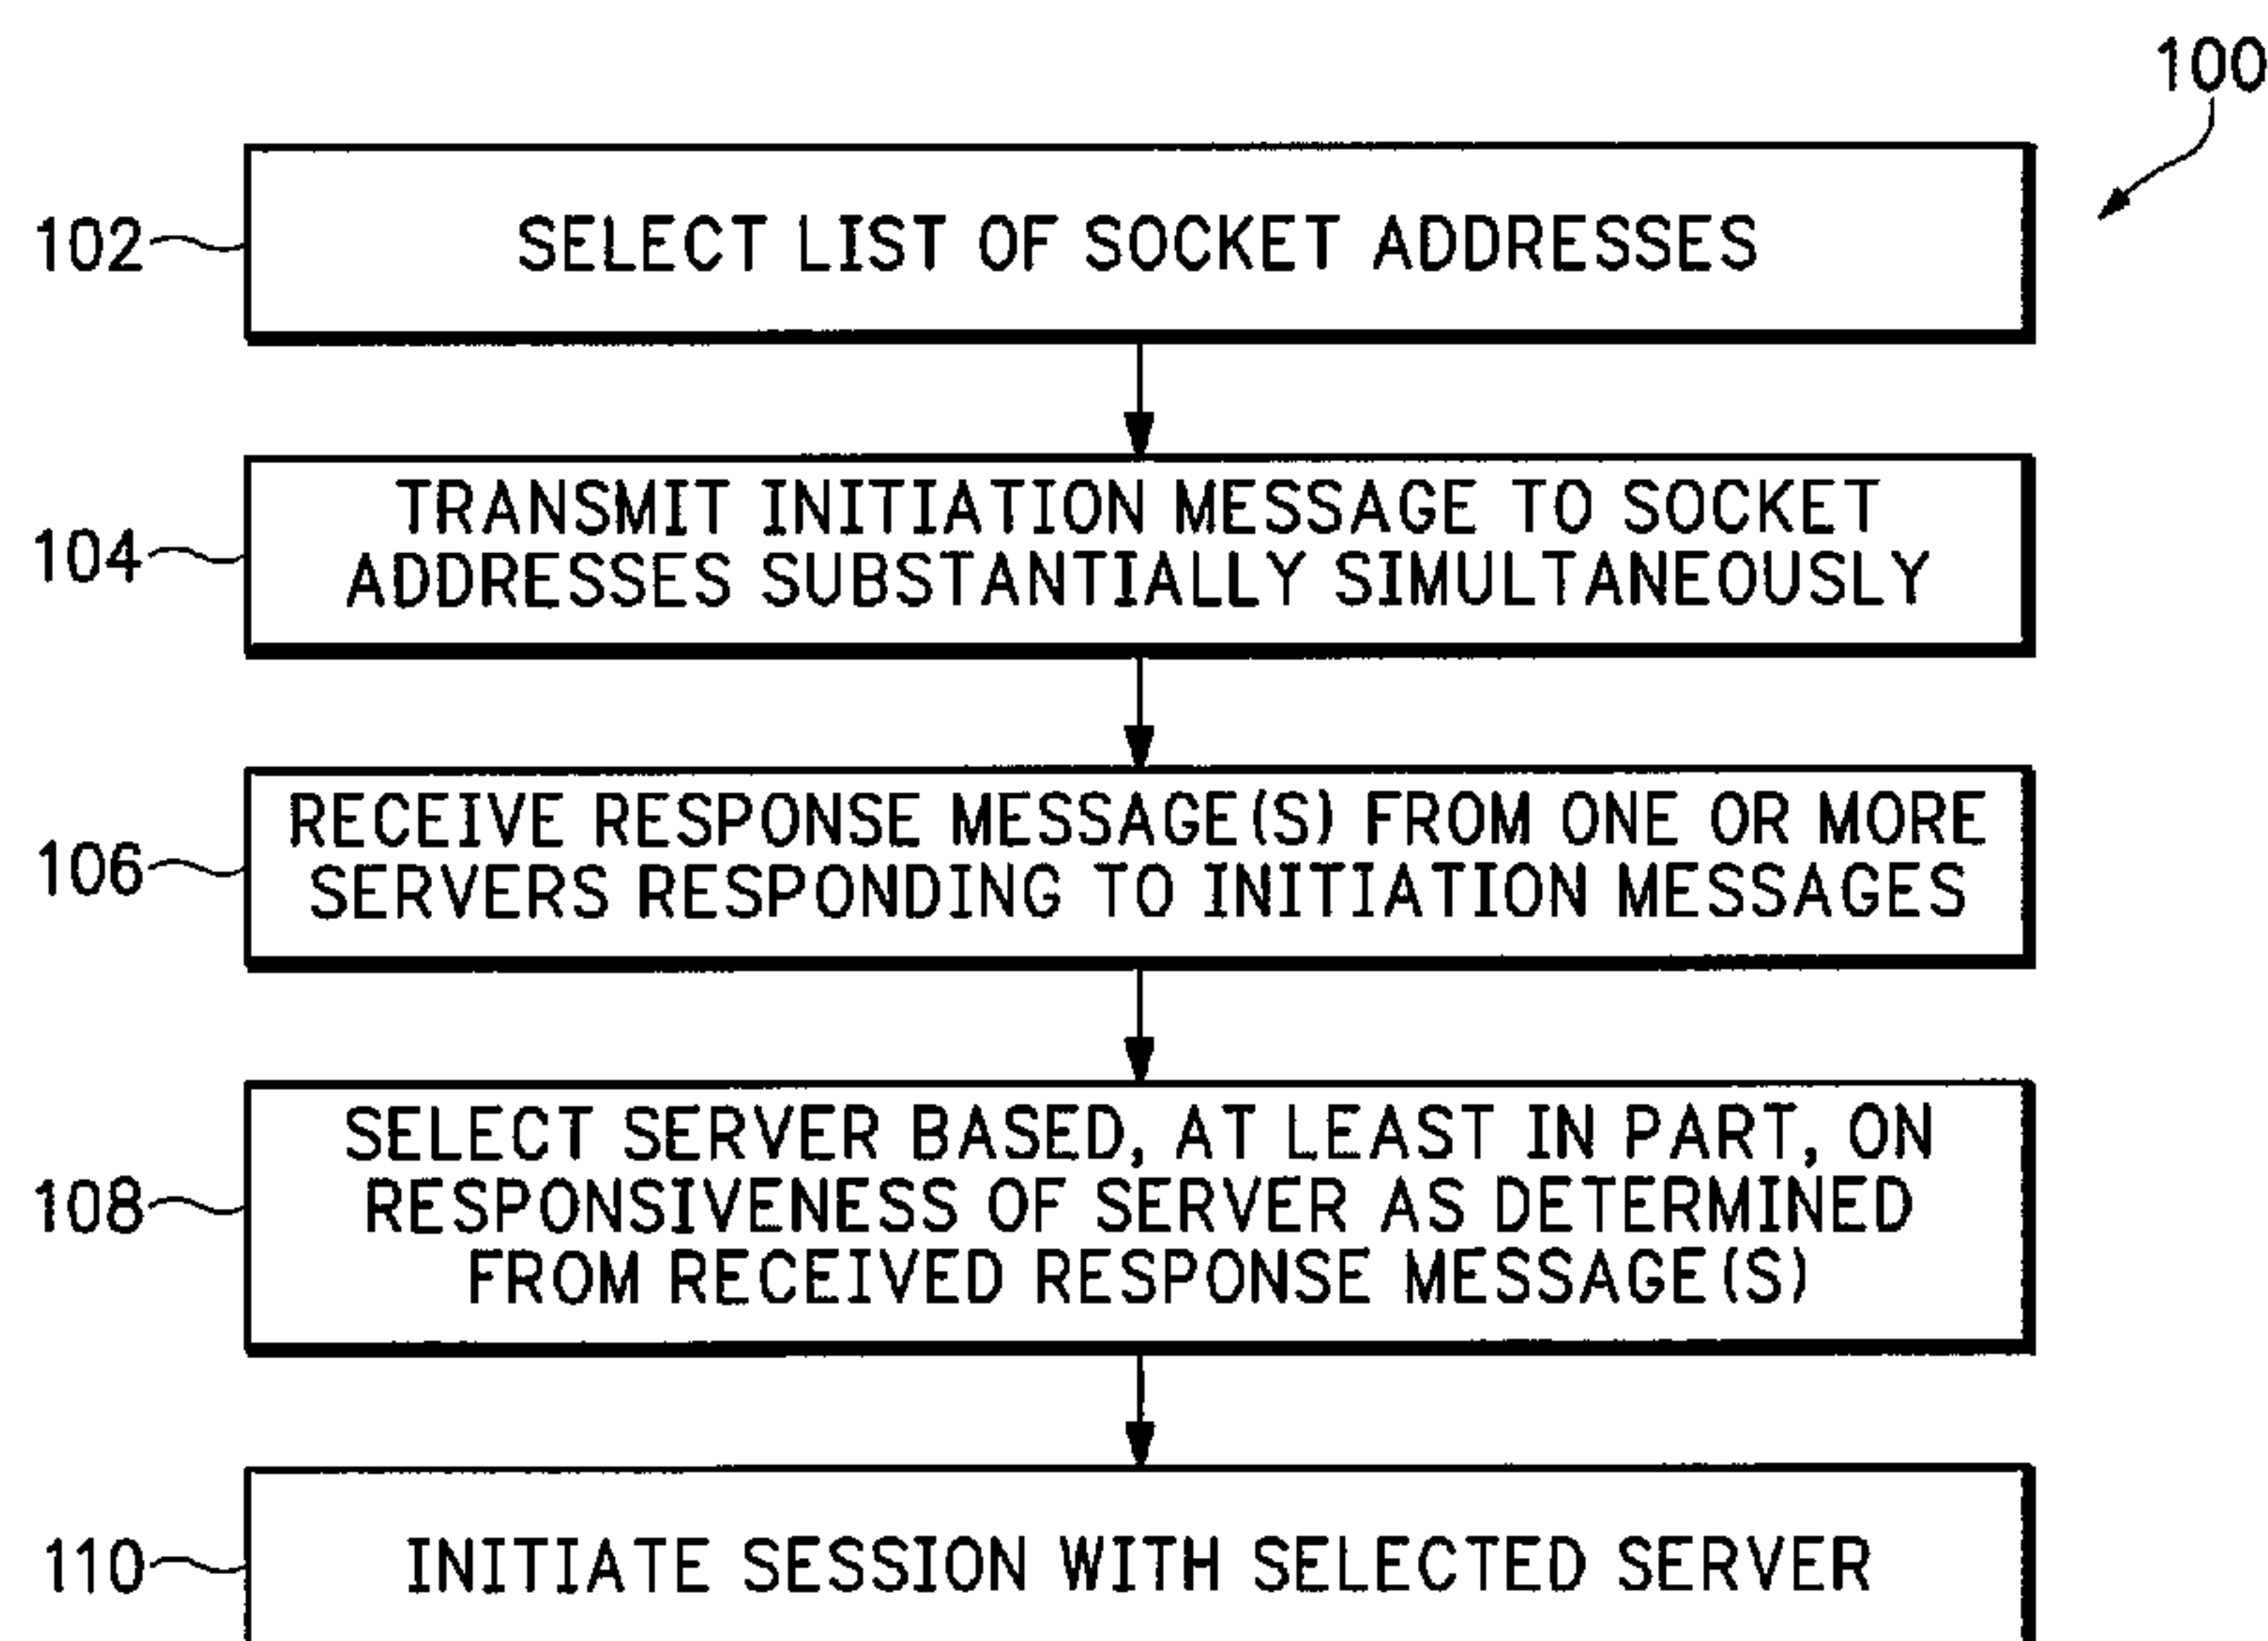 100
102
SELECT LIST OF SOCKET ADDRESSES
104
TRANSMIT INITIATION MESSAGE TO SOCKET
ADDRESSES SUBSTANTIALLY SIMULTANEOUSLY
106
RECEIVE RESPONSE MESSAGE(S) FROM ONE OR MORE
SERVERS RESPONDING TO INITIATION MESSAGES
108
SELECT SERVER BASED, AT LEAST IN PART, ON
RESPONSIVENESS OF SERVER AS DETERMINED
FROM RECEIVED RESPONSE MESSAGE(S)
110
INITIATE SESSION WITH SELECTED SERVER